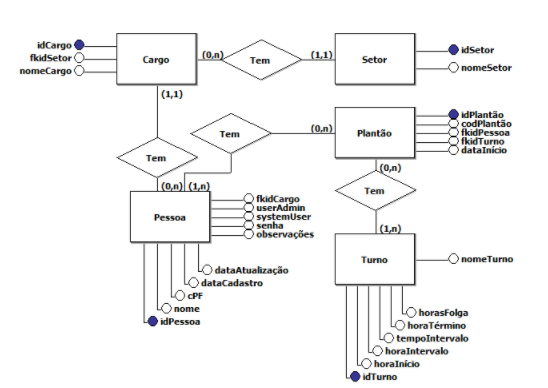 idCargo
fkidSetor
nomeCargo
Cargo
(0,n)
Tem
(1,1)
Setor
idSetor
nomeSetor
(1,1)
Tem
(0,n)
Plantão
idPlantão
codPlantão
fkidPessoa
fkidTurno
dataInício
Tem
(0,n)
(1,n)
(0,n)
Tem
Pessoa
fkidCargo
userAdmin
systemUser
senha
observações
(1,n)
Turno
nomeTurno
dataAtualização
dataCadastro
cPF
nome
idPessoa
horasFolga
horaTérmino
tempoIntervalo
horaIntervalo
horaInício
idTurno